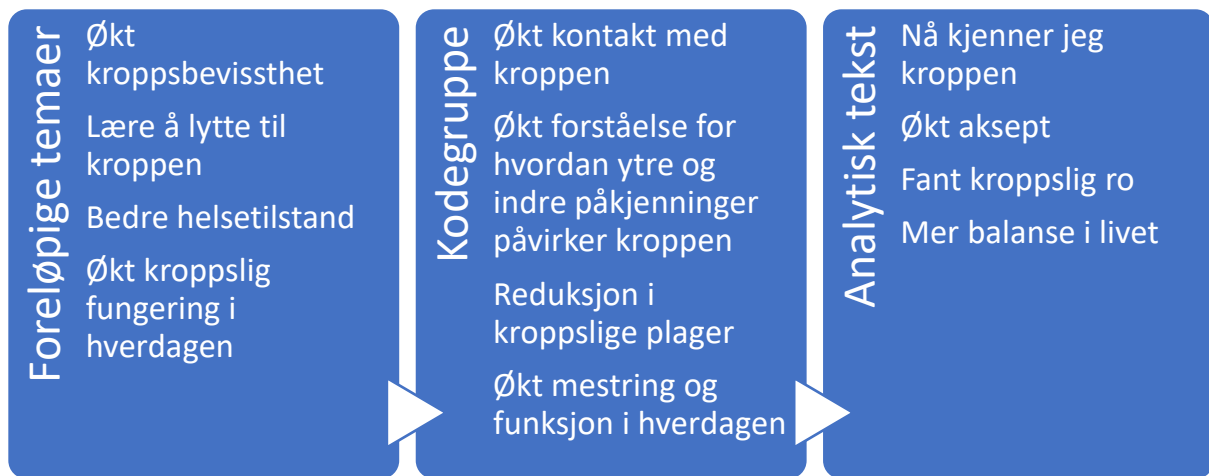 Foreløpige temaer
Økt
kroppsbevissthet
Lære å lytte til
kroppen
Bedre helsetilstand
Økt kroppslig
fungering i
hverdagen
Kodegruppe
Økt kontakt med
kroppen
Økt forståelse for
hvordan ytre og
indre påkjenninger
påvirker kroppen
Reduksjon i
kroppslige plager
Økt mestring og
funksjon i hverdagen
Analytisk tekst
Nå kjenner jeg
kroppen
Økt aksept
Fant kroppslig ro
Mer balanse i livet